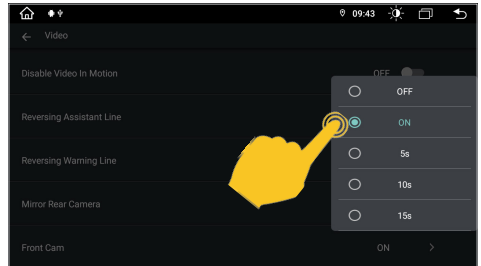 09:43
Video
Disable Video In Motion
OFF
OFF
Reversing Assistant Line
ON
Reversing Warning Line
5s
10s
Mirror Rear Camera
15s
Front Cam
ON